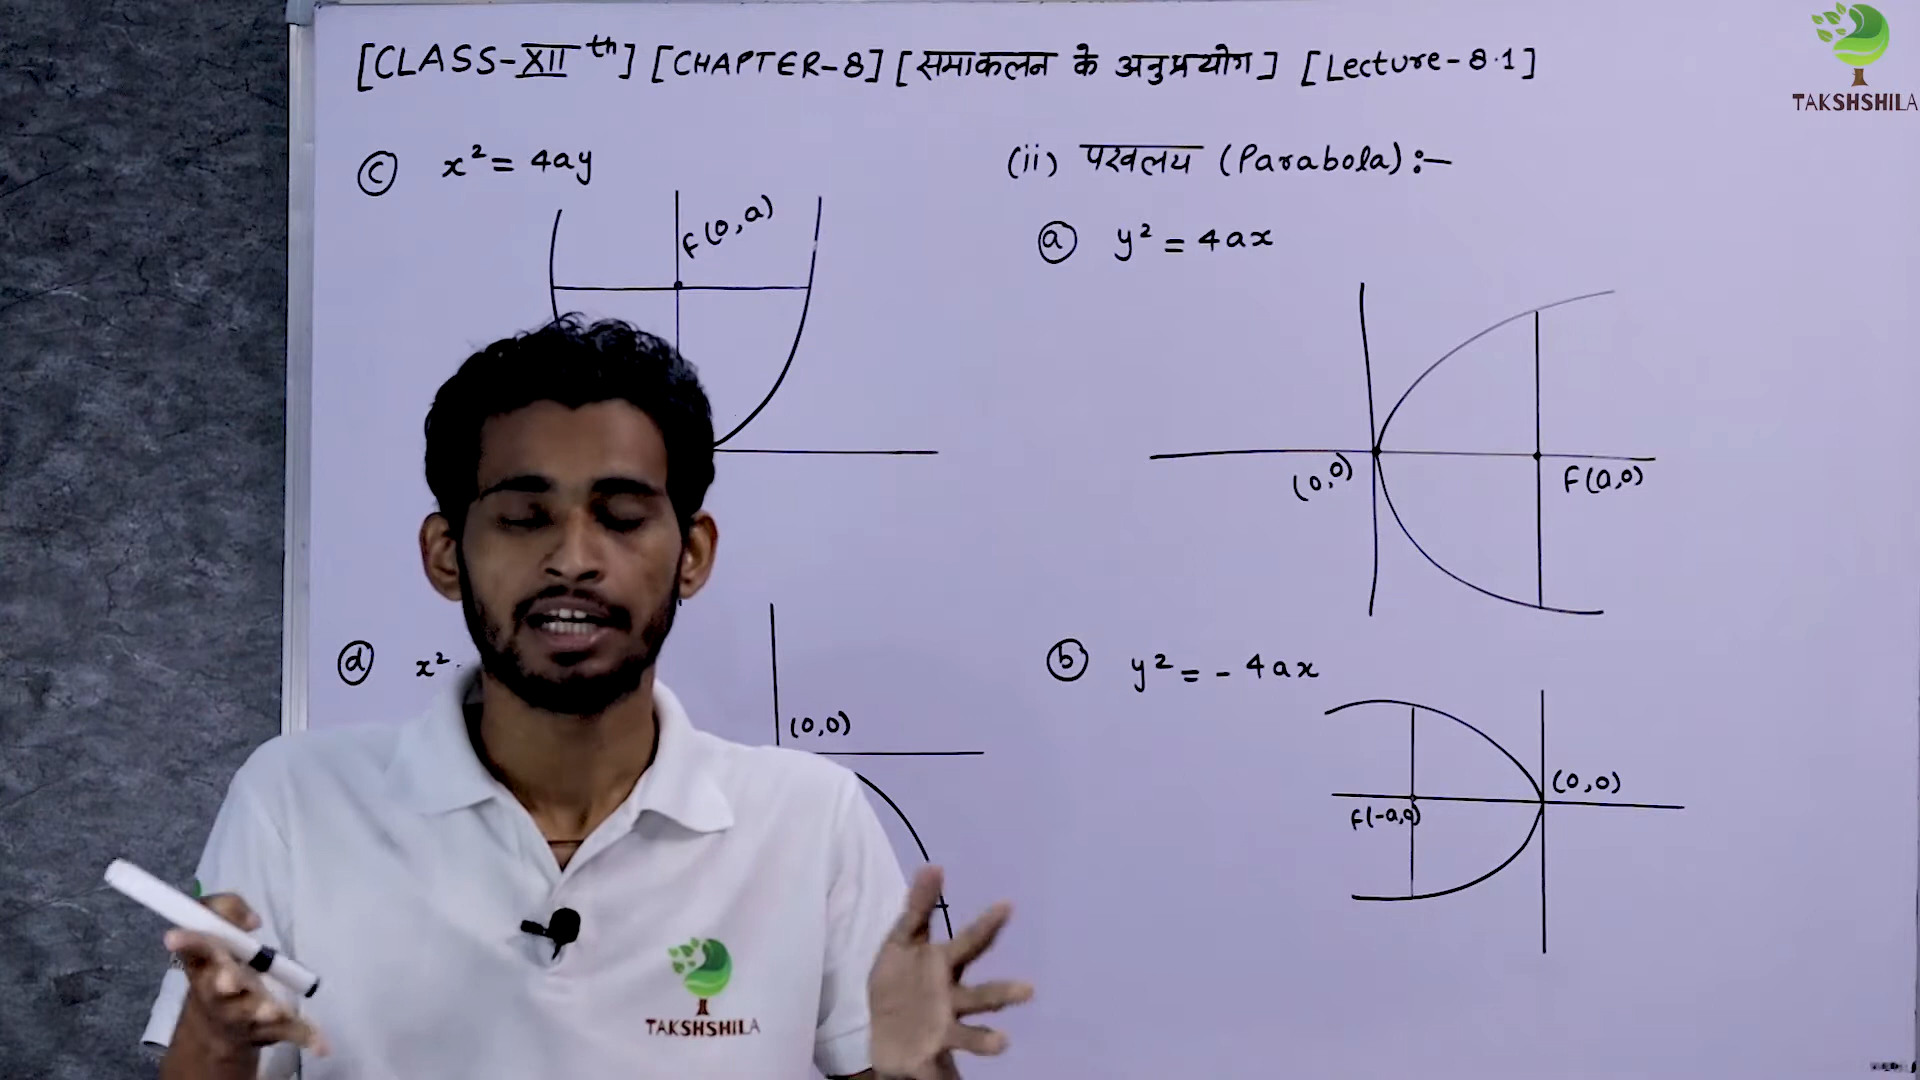 [CLASS-XII th] [CHAPTER-8] [समाकलन के अनुप्रयोग] [Lecture-8.1]
TAKSHSHILA
(ii) परवलय (Parabola):-
ⓐ y² = 4ax
(0,0)
F(a,0)
ⓑ y² = - 4ax
(0,0)
F(-a,0)
ⓒ x² = 4ay
F(0,a)
ⓓ x²
(0,0)
TAKSHSHILA